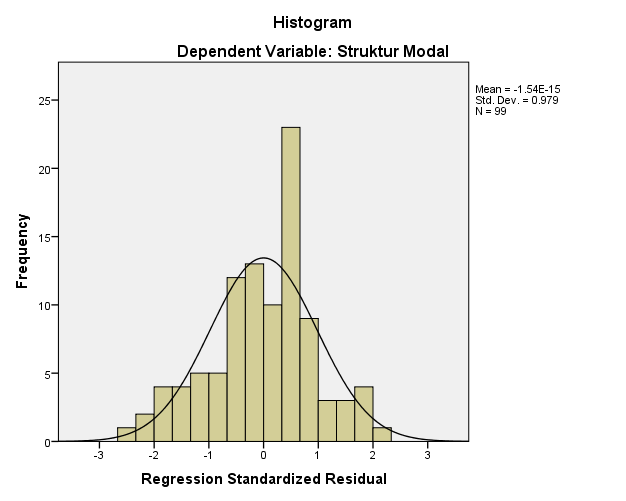 Histogram
Dependent Variable: Struktur Modal
Mean = -1.54E-15
Std. Dev. = 0.979
N = 99
Frequency
25
20
15
10
5
0
-3 -2 -1 0 1 2 3
Regression Standardized Residual